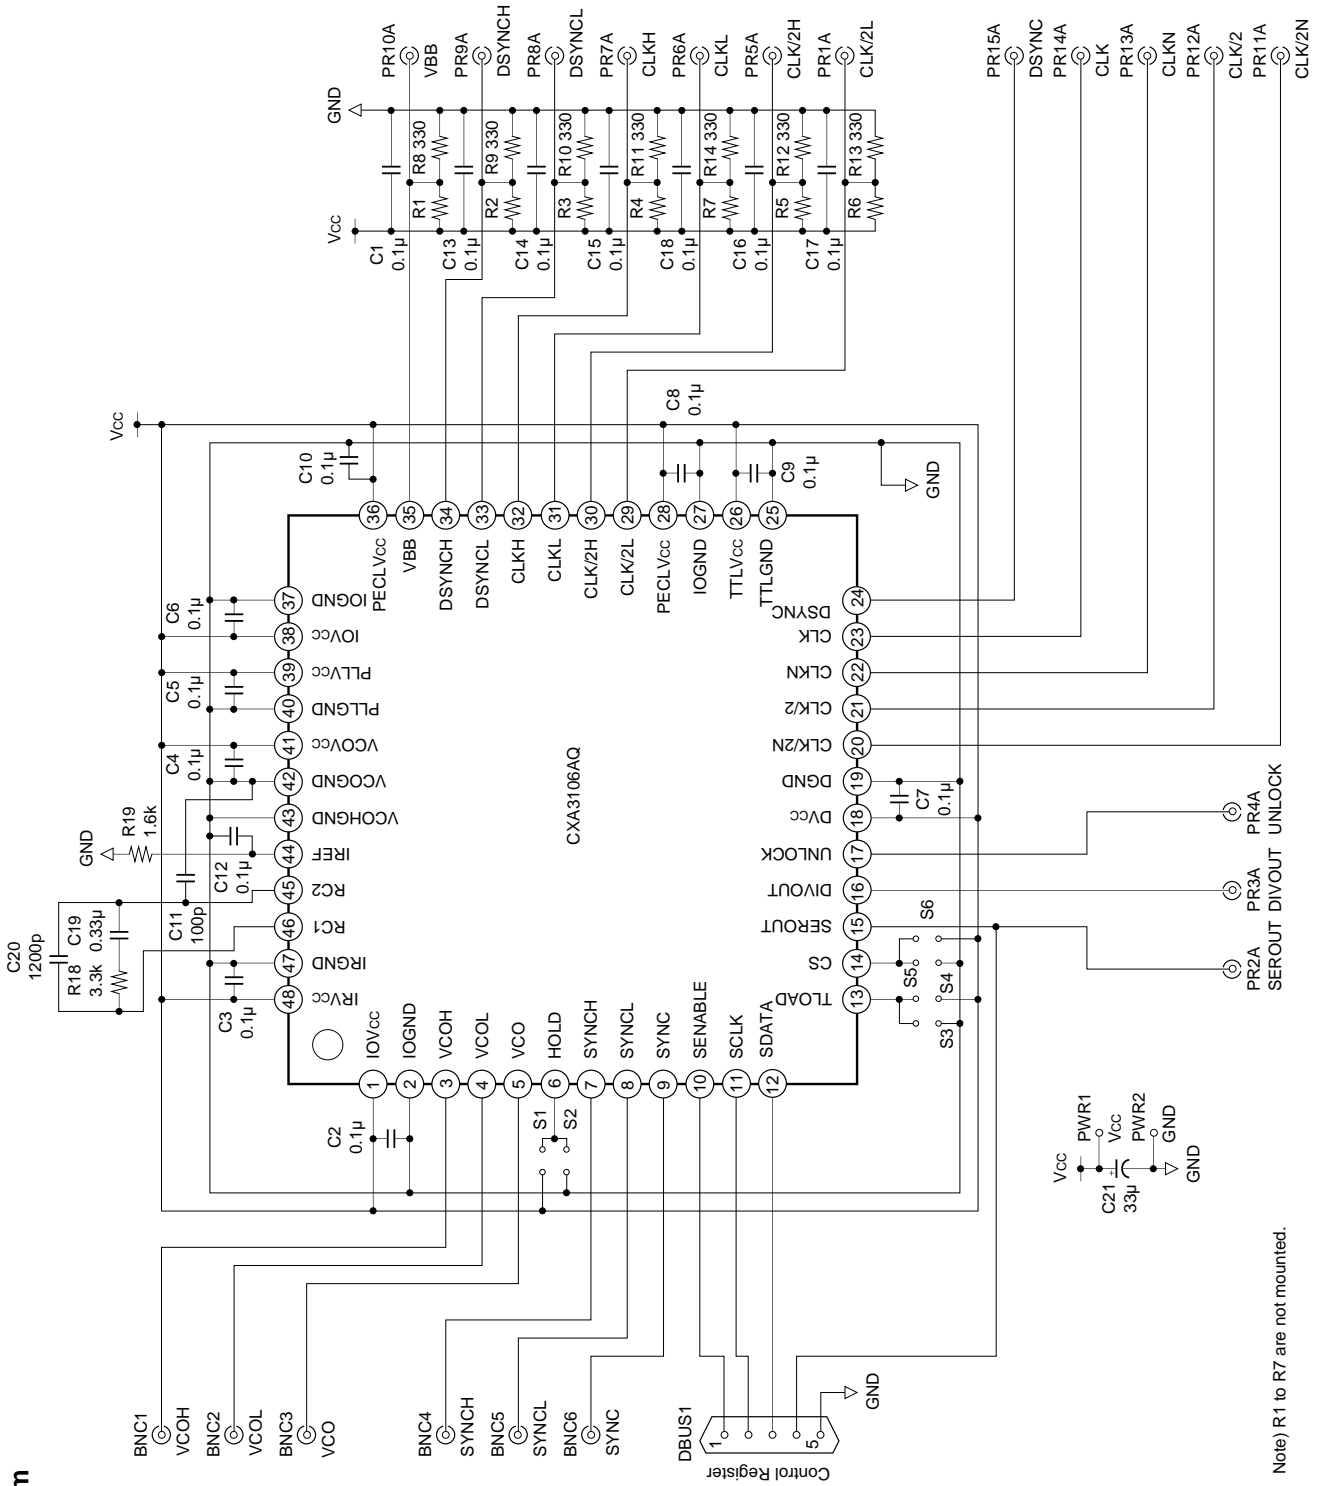 m
BNC1
VCOH
BNC2
VCOL
BNC3
VCO
BNC4
SYNCH
BNC5
SYNCL
BNC6
SYNC
DBUS1
1
5
Control Register
GND
C20
1200p
R18
3.3k
C19
0.33µ
C11
100p
GND
R19
1.6k
C12
0.1µ
C3
0.1µ
C4
0.1µ
C5
0.1µ
C6
0.1µ
Vcc
48 IRVcc
47 IRGND
46 RC1
45 RC2
44 IREF
43 VCOHGND
42 VCOGND
41 VCOVcc
40 PLLGND
39 PLLVcc
38 IOVcc
37 IOGND
C2
0.1µ
S1
S2
1 IOVcc
2 IOGND
3 VCOH
4 VCOL
5 VCO
6 HOLD
7 SYNCH
8 SYNCL
9 SYNC
10 SENABLE
11 SCLK
12 SDATA
CXA3106AQ
36 PECLVcc
35 VBB
34 DSYNCH
33 DSYNCL
32 CLKH
31 CLKL
30 CLK/2H
29 CLK/2L
28 PECLVcc
27 IOGND
26 TTLVcc
25 TTLGND
C10
0.1µ
C8
0.1µ
C9
0.1µ
GND
13 TLOAD
14 CS
15 SEROUT
16 DIVOUT
17 UNLOCK
18 DVcc
19 DGND
20 CLK/2N
21 CLK/2
22 CLKN
23 CLK
24 DSYNC
S3
S4
S5
S6
C7
0.1µ
Vcc
GND
C1
0.1µ
R1
R8 330
C13
0.1µ
R2
R9 330
C14
0.1µ
R3
R10 330
C15
0.1µ
R4
R11 330
C18
0.1µ
R7
R14 330
C16
0.1µ
R5
R12 330
C17
0.1µ
R6
R13 330
PR10A
VBB
PR9A
DSYNCH
PR8A
DSYNCL
PR7A
CLKH
PR6A
CLKL
PR5A
CLK/2H
PR1A
CLK/2L
PR15A
DSYNC
PR14A
CLK
PR13A
CLKN
PR12A
CLK/2
PR11A
CLK/2N
PR2A
SEROUT
PR3A
DIVOUT
PR4A
UNLOCK
Vcc
PWR1
Vcc
C21
33µ
+
PWR2
GND
GND
Note) R1 to R7 are not mounted.